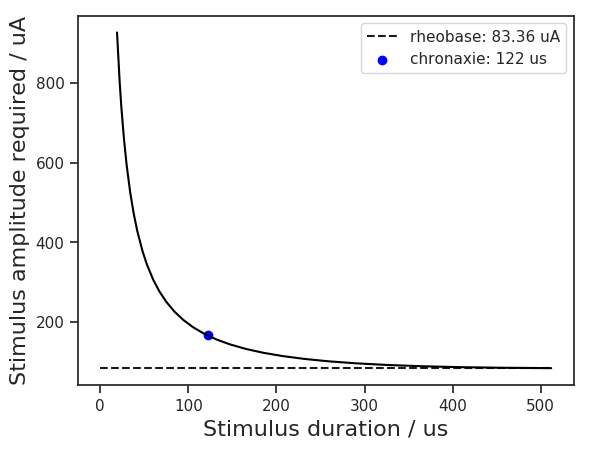 Stimulus amplitude required / uA
800
600
400
200
rheobase: 83.36 uA
chronaxie: 122 us
0
100
200
300
400
500
Stimulus duration / us